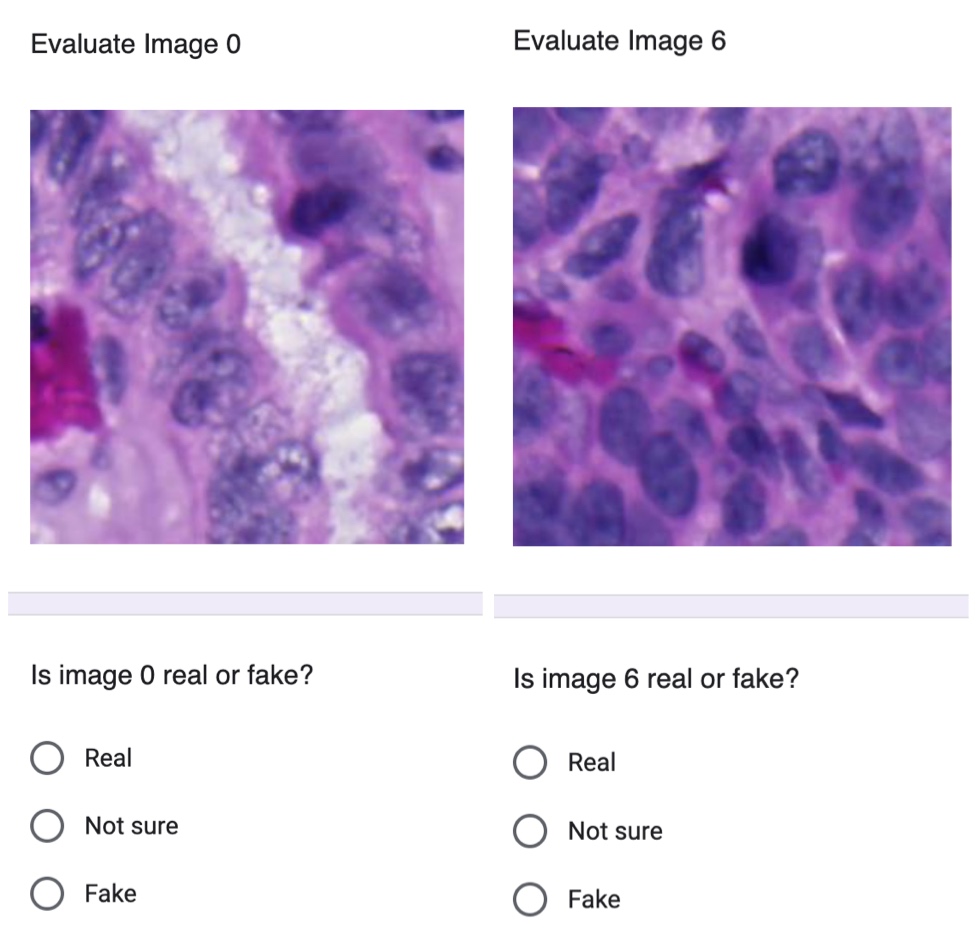 Evaluate Image 0
Is image 0 real or fake?
Real
Not sure
Fake
Evaluate Image 6
Is image 6 real or fake?
Real
Not sure
Fake